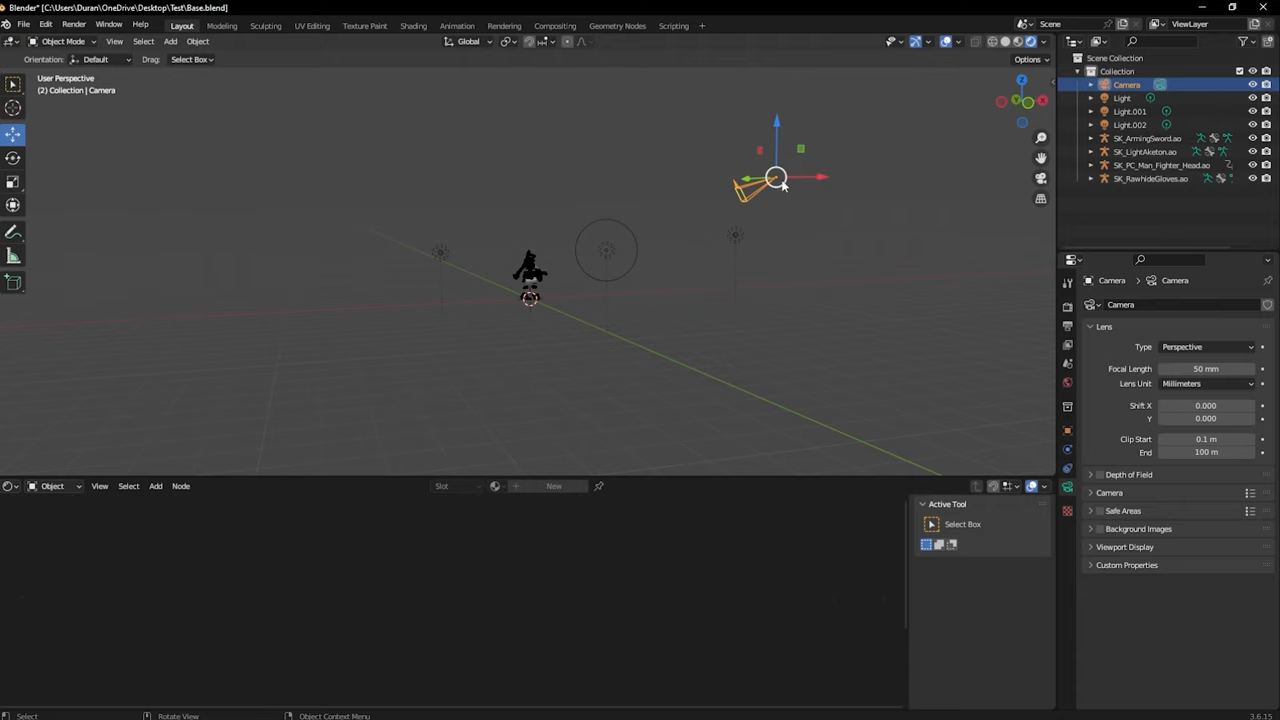 Blender* [C:\Users\Duran\OneDrive\Desktop\Test\Base.blend]
File Edit Render Window Help Layout Modeling Sculpting UV Editing Texture Paint Shading Animation Rendering Compositing Geometry Nodes Scripting + Scene ViewLayer
Object Mode View Select Add Object Global
Orientation: Default Drag: Select Box Options
User Perspective
(2) Collection | Camera
Z
X
Y
Scene Collection
Collection
Camera
Light
Light.001
Light.002
SK_ArmingSword.ao
SK_LightAketon.ao
SK_PC_Man_Fighter_Head.ao
SK_RawhideGloves.ao
Camera Camera
Camera
Lens
Type Perspective
Focal Length 50 mm
Lens Unit Millimeters
Shift X 0.000
Y 0.000
Clip Start 0.1 m
End 100 m
Depth of Field
Camera
Safe Areas
Background Images
Viewport Display
Custom Properties
Object View Select Add Node Slot New
Active Tool
Select Box
Select Rotate View Object Context Menu 3.6.15